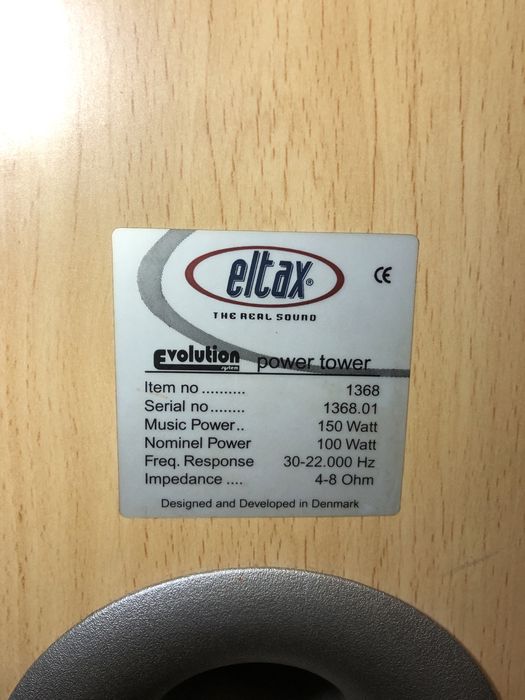 eltax®
CE
THE REAL SOUND
Evolution system power tower
Item no .......... 1368
Serial no........ 1368.01
Music Power.. 150 Watt
Nominel Power 100 Watt
Freq. Response 30-22.000 Hz
Impedance .... 4-8 Ohm
Designed and Developed in Denmark